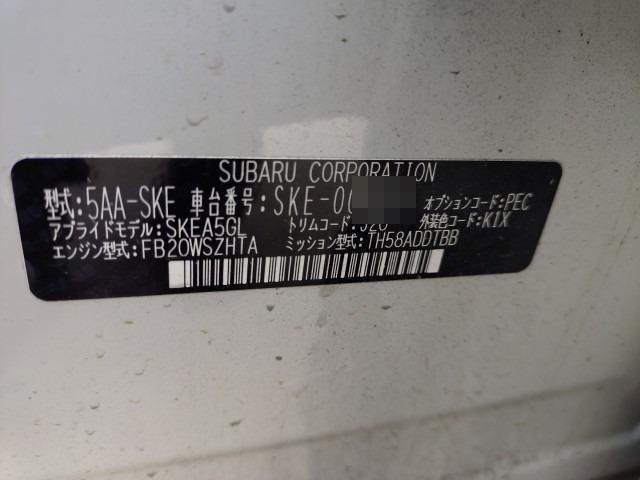 SUBARU CORPORATION
型式:5AA-SKE 車台番号:SKE-0 オプションコード:PEC
アプライドモデル:SKEA5GL トリムコード: 外装色コード:K1X
エンジン型式:FB20WSZHTA ミッション型式:TH58ADDTBB